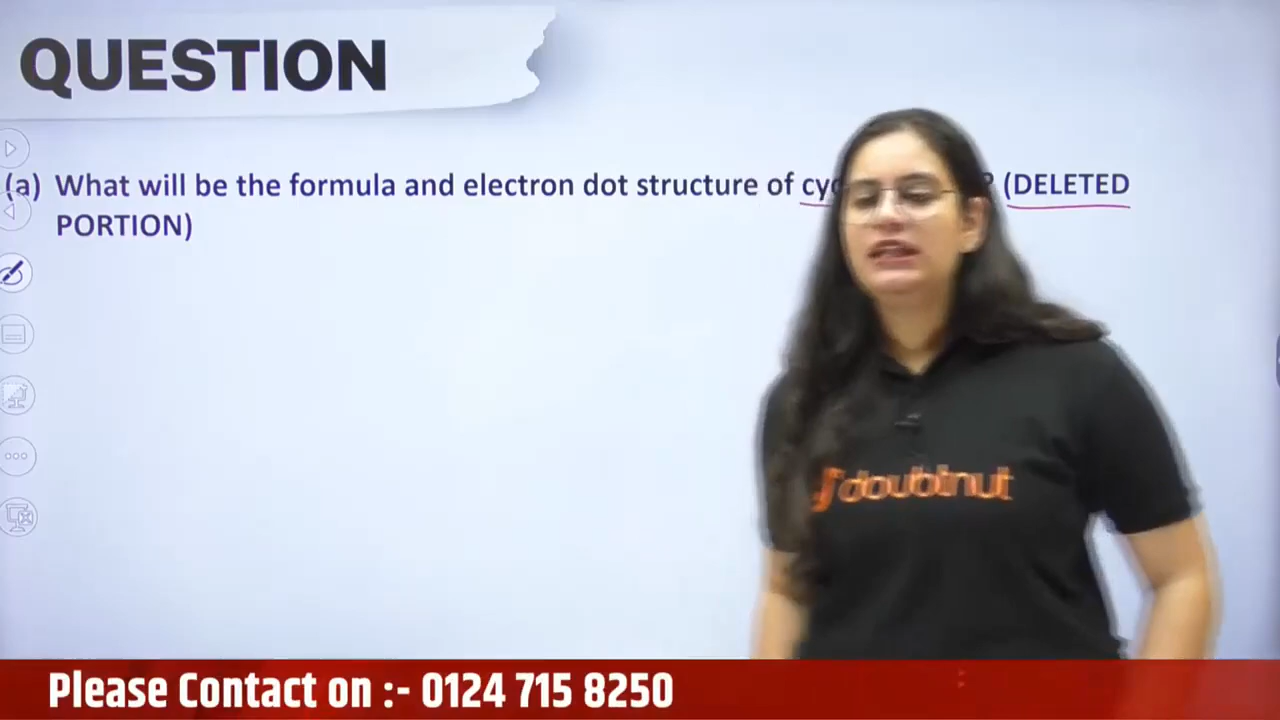 QUESTION
(a) What will be the formula and electron dot structure of (DELETED
PORTION)
doubtnut
Please Contact on :- 0124 715 8250